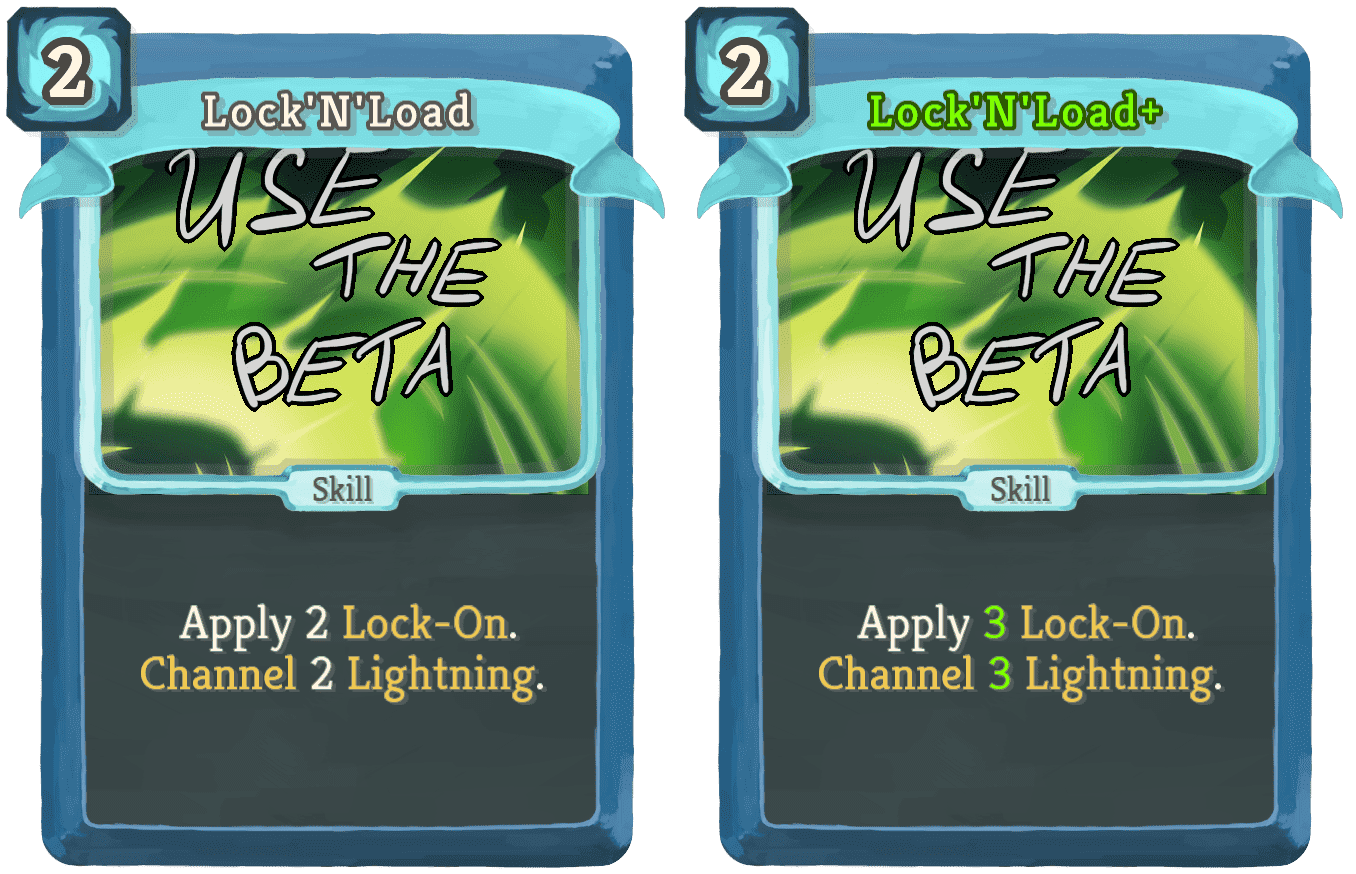 2
Lock'N'Load
USE
THE
BETA
Skill
Apply 2 Lock-On.
Channel 2 Lightning.
2
Lock'N'Load+
USE
THE
BETA
Skill
Apply 3 Lock-On.
Channel 3 Lightning.